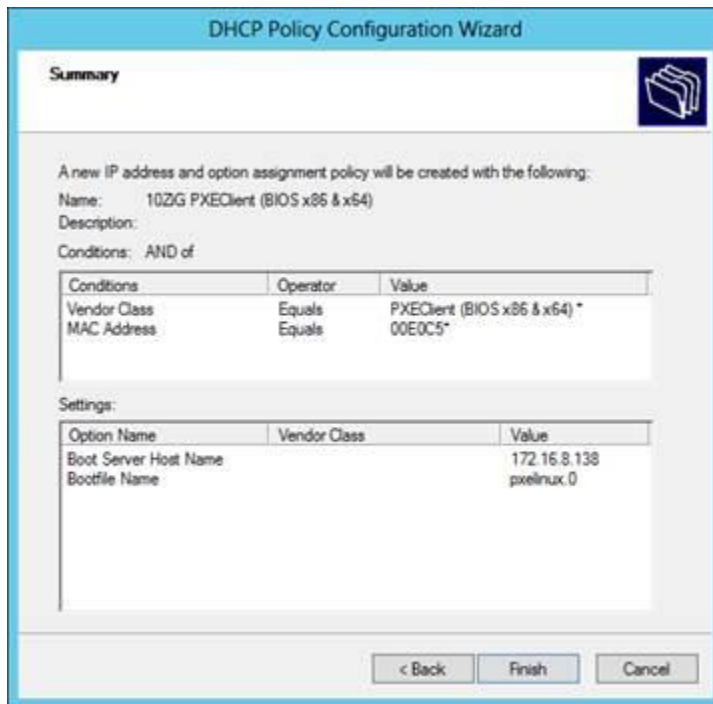 DHCP Policy Configuration Wizard
Summary
A new IP address and option assignment policy will be created with the following:
Name: 10ZiG PXEClient (BIOS x86 & x64)
Description:
Conditions: AND of
Conditions Operator Value
Vendor Class Equals PXEClient (BIOS x86 & x64) *
MAC Address Equals 00E0C5*
Settings:
Option Name Vendor Class Value
Boot Server Host Name 172.16.8.138
Bootfile Name pxelinux.0
< Back Finish Cancel